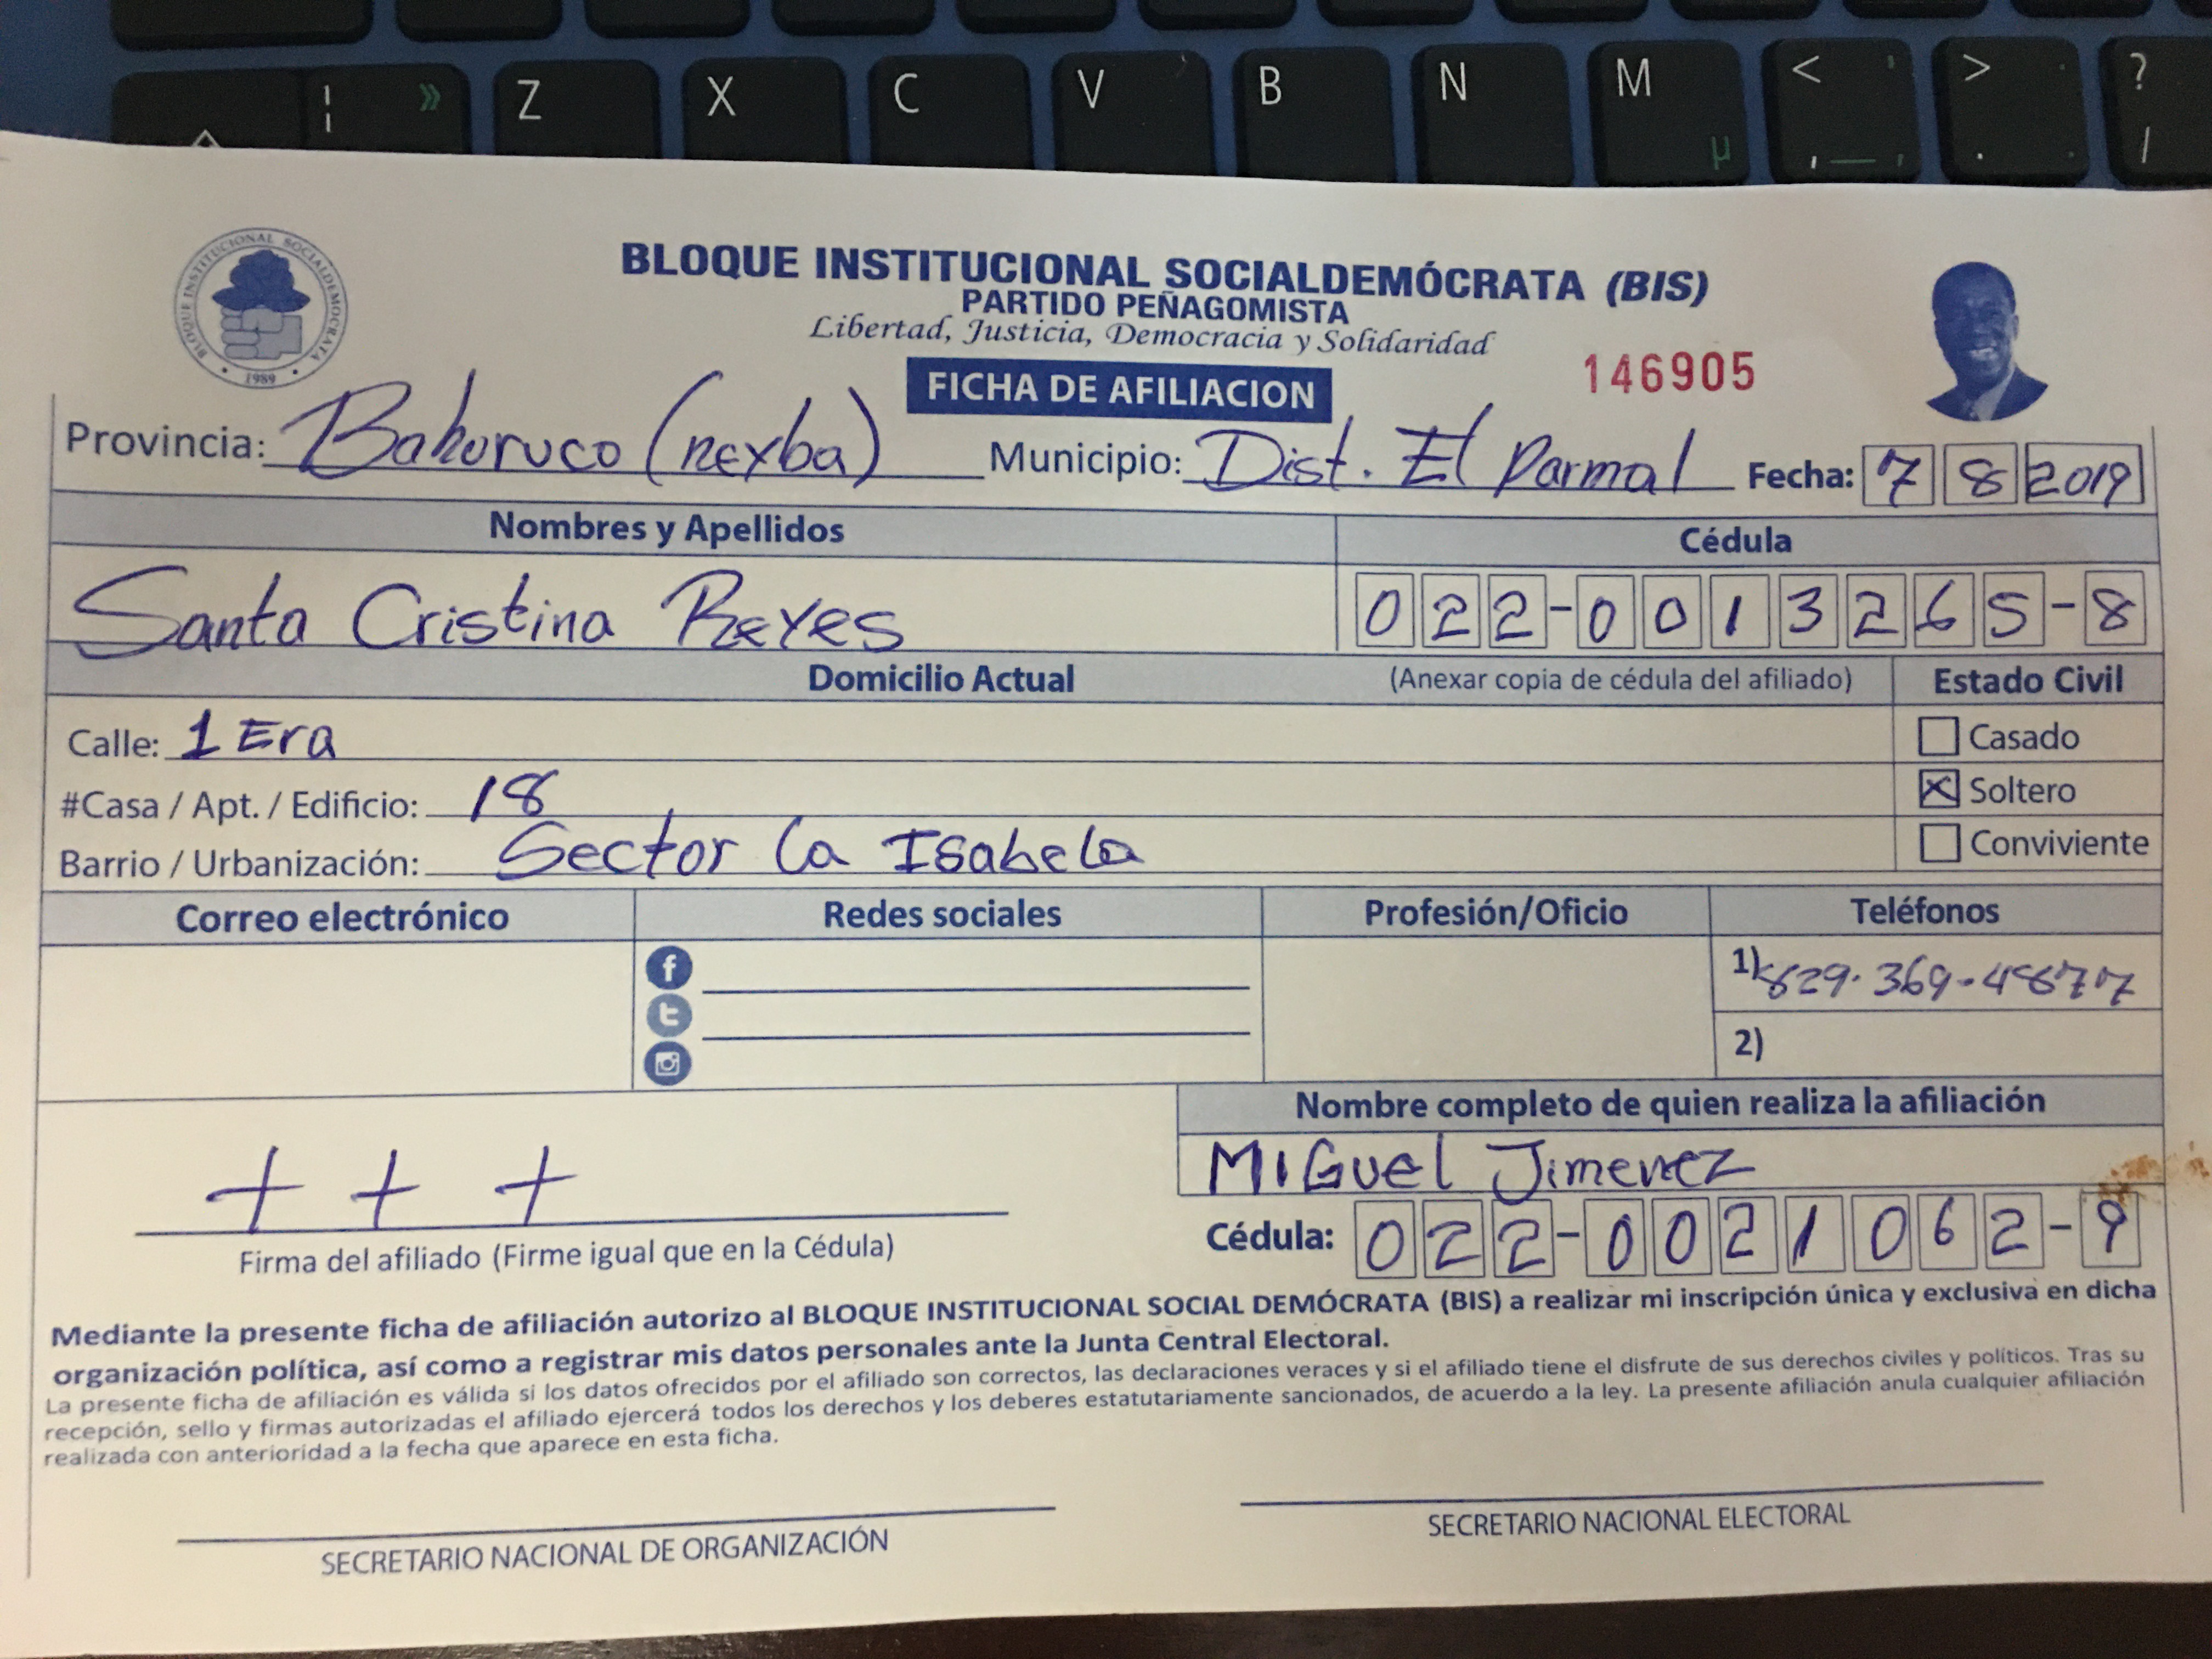 ¦ » Z X C V B N M µ < > ? /
BLOQUE INSTITUCIONAL SOCIALDEMOCRATA
1989
BLOQUE INSTITUCIONAL SOCIALDEMÓCRATA (BIS)
PARTIDO PEÑAGOMISTA
Libertad, Justicia, Democracia y Solidaridad
FICHA DE AFILIACION
146905
Provincia: Bahoruco (nexba) Municipio: Dist. El Parmal Fecha: 7 8 2019
Nombres y Apellidos Cédula
Santa Cristina Reyes 022-0013265-8
Domicilio Actual (Anexar copia de cédula del afiliado) Estado Civil
Calle: 1 Era Casado
#Casa / Apt. / Edificio: 18 Soltero
Barrio / Urbanización: Sector La Isabela Conviviente
Correo electrónico Redes sociales Profesión/Oficio Teléfonos
1) 829-369-4877
2)
Nombre completo de quien realiza la afiliación
MiGuel Jimenez
+ + +
Firma del afiliado (Firme igual que en la Cédula) Cédula: 022-0021062-9
Mediante la presente ficha de afiliación autorizo al BLOQUE INSTITUCIONAL SOCIAL DEMÓCRATA (BIS) a realizar mi inscripción única y exclusiva en dicha
organización política, así como a registrar mis datos personales ante la Junta Central Electoral.
La presente ficha de afiliación es válida si los datos ofrecidos por el afiliado son correctos, las declaraciones veraces y si el afiliado tiene el disfrute de sus derechos civiles y políticos. Tras su
recepción, sello y firmas autorizadas el afiliado ejercerá todos los derechos y los deberes estatutariamente sancionados, de acuerdo a la ley. La presente afiliación anula cualquier afiliación
realizada con anterioridad a la fecha que aparece en esta ficha.
SECRETARIO NACIONAL DE ORGANIZACIÓN SECRETARIO NACIONAL ELECTORAL